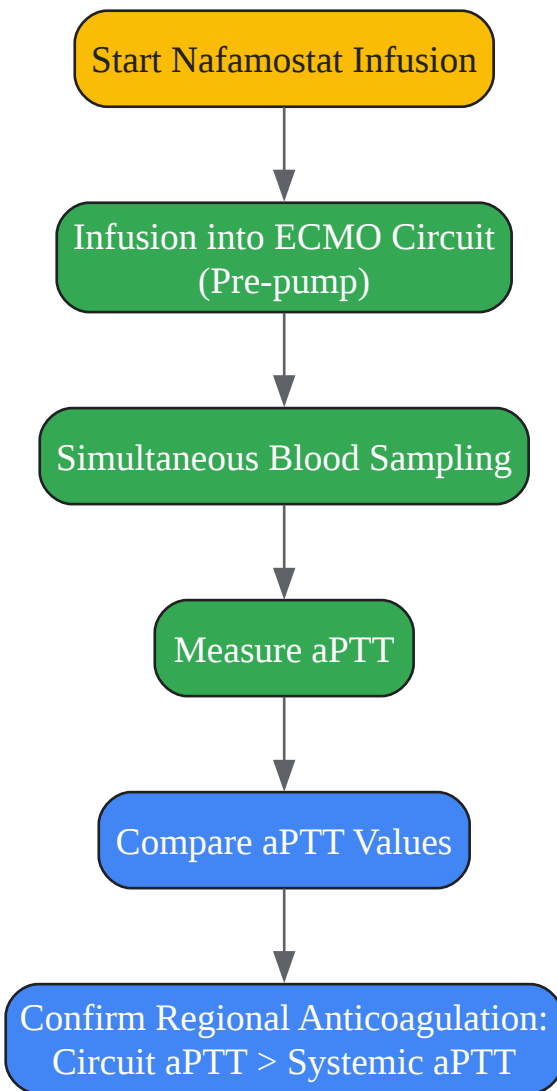 Start Nafamostat Infusion
Infusion into ECMO Circuit
(Pre-pump)
Simultaneous Blood Sampling
Measure aPTT
Compare aPTT Values
Confirm Regional Anticoagulation:
Circuit aPTT > Systemic aPTT